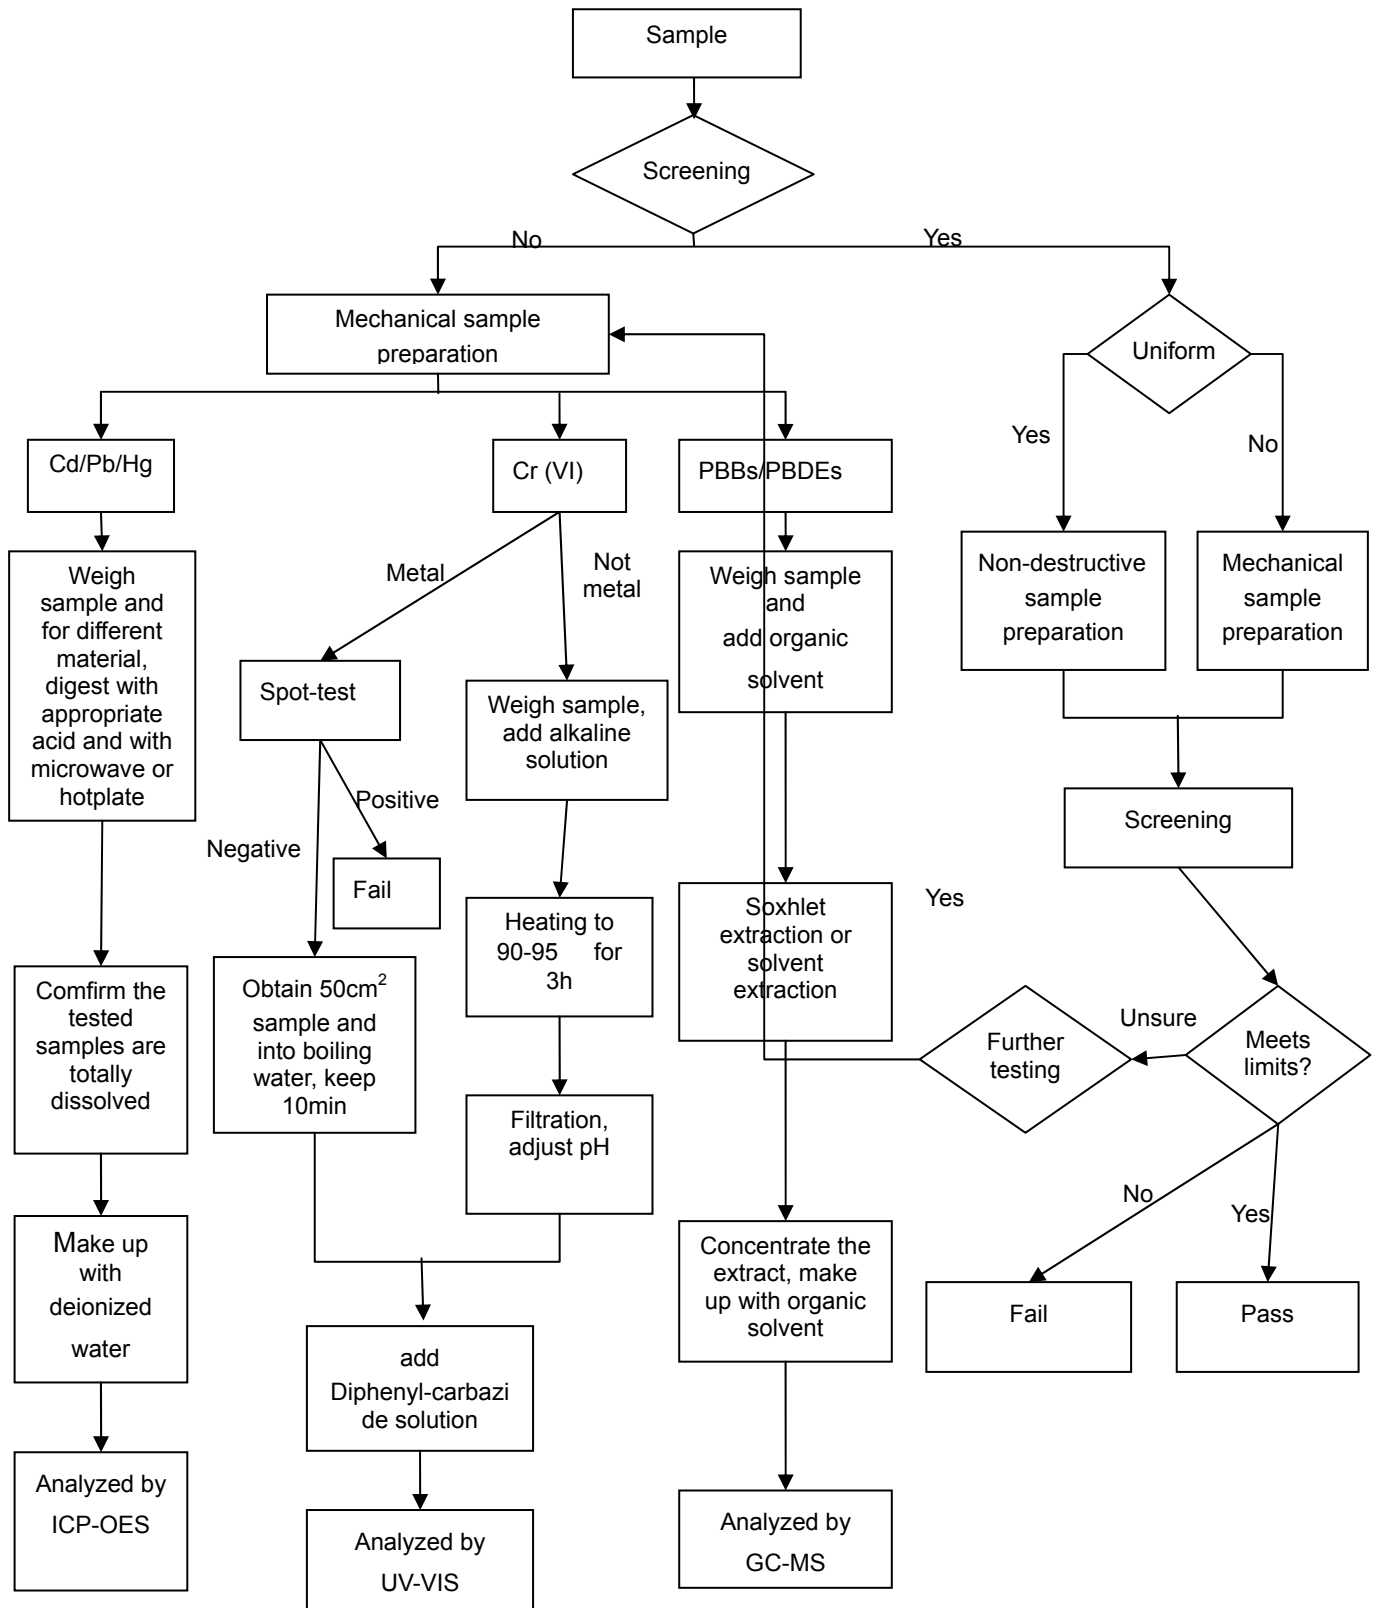 Sample
Screening
No
Yes
Mechanical sample
preparation
Uniform
Yes
No
Cd/Pb/Hg
Cr (VI)
PBBs/PBDEs
Metal
Not
metal
Weigh
sample and
for different
material,
digest with
appropriate
acid and with
microwave or
hotplate
Weigh sample
and
add organic
solvent
Non-destructive
sample
preparation
Mechanical
sample
preparation
Spot-test
Weigh sample,
add alkaline
solution
Positive
Negative
Fail
Screening
Yes
Heating to
90-95 for
3h
Soxhlet
extraction or
solvent
extraction
Comfirm the
tested
samples are
totally
dissolved
Obtain 50cm²
sample and
into boiling
water, keep
10min
Unsure
Further
testing
Meets
limits?
Filtration,
adjust pH
No
Yes
Make up
with
deionized
water
Concentrate the
extract, make
up with organic
solvent
Fail
Pass
add
Diphenyl-carbazi
de solution
Analyzed by
ICP-OES
Analyzed by
UV-VIS
Analyzed by
GC-MS